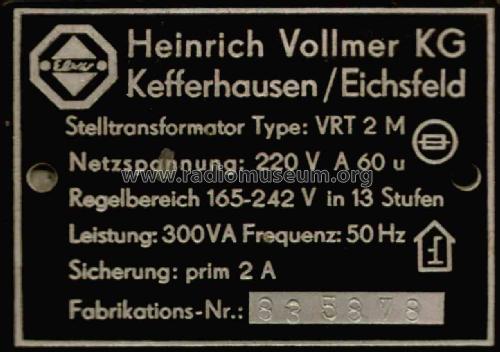 Elvo
Heinrich Vollmer KG
Kefferhausen/Eichsfeld
Stelltransformator Type: VRT 2 M
Netzspannung: 220 V A 60 u
www.radiomuseum.org
Regelbereich 165-242 V in 13 Stufen
Leistung: 300VA Frequenz: 50 Hz
Sicherung: prim 2 A
Fabrikations-Nr.: 835878